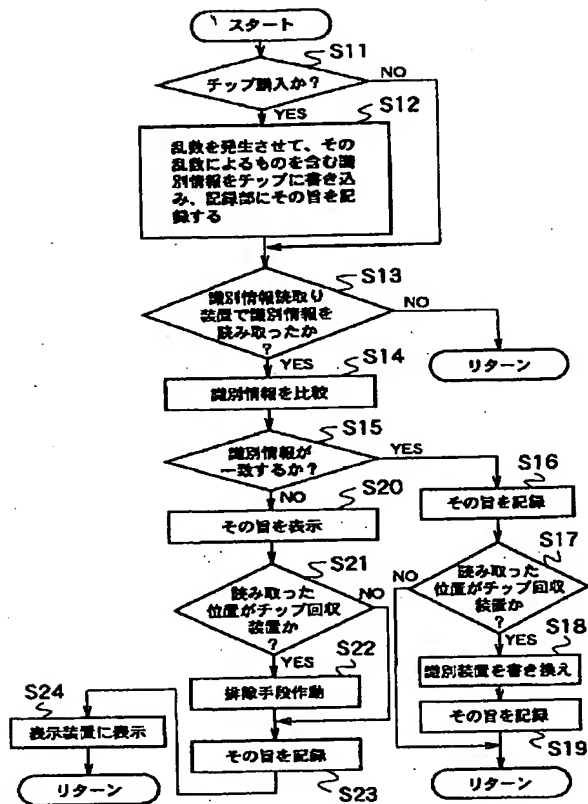 スタート
S11
チップ購入か?
NO
YES
S12
乱数を発生させて、その
乱数によるものを含む識
別情報をチップに書き込
み、記録部にその旨を記
録する
S13
識別情報読取り
装置で識別情報を
読み取ったか
?
NO
YES
リターン
S14
識別情報を比較
S15
識別情報が
一致するか?
YES
NO
S16
その旨を記録
S20
その旨を表示
S17
読み取った
位置がチップ回収
装置か
?
NO
YES
S21
読み取った
位置がチップ回収
装置か
?
NO
YES
S18
識別装置を書き換え
S22
排除手段作動
S19
その旨を記録
S24
表示装置に表示
その旨を記録
S23
リターン
リターン